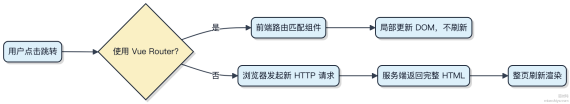 用户点击跳转
使用 Vue Router?
是
前端路由匹配组件
局部更新 DOM，不刷新
否
浏览器发起新 HTTP 请求
服务端返回完整 HTML
整页刷新渲染